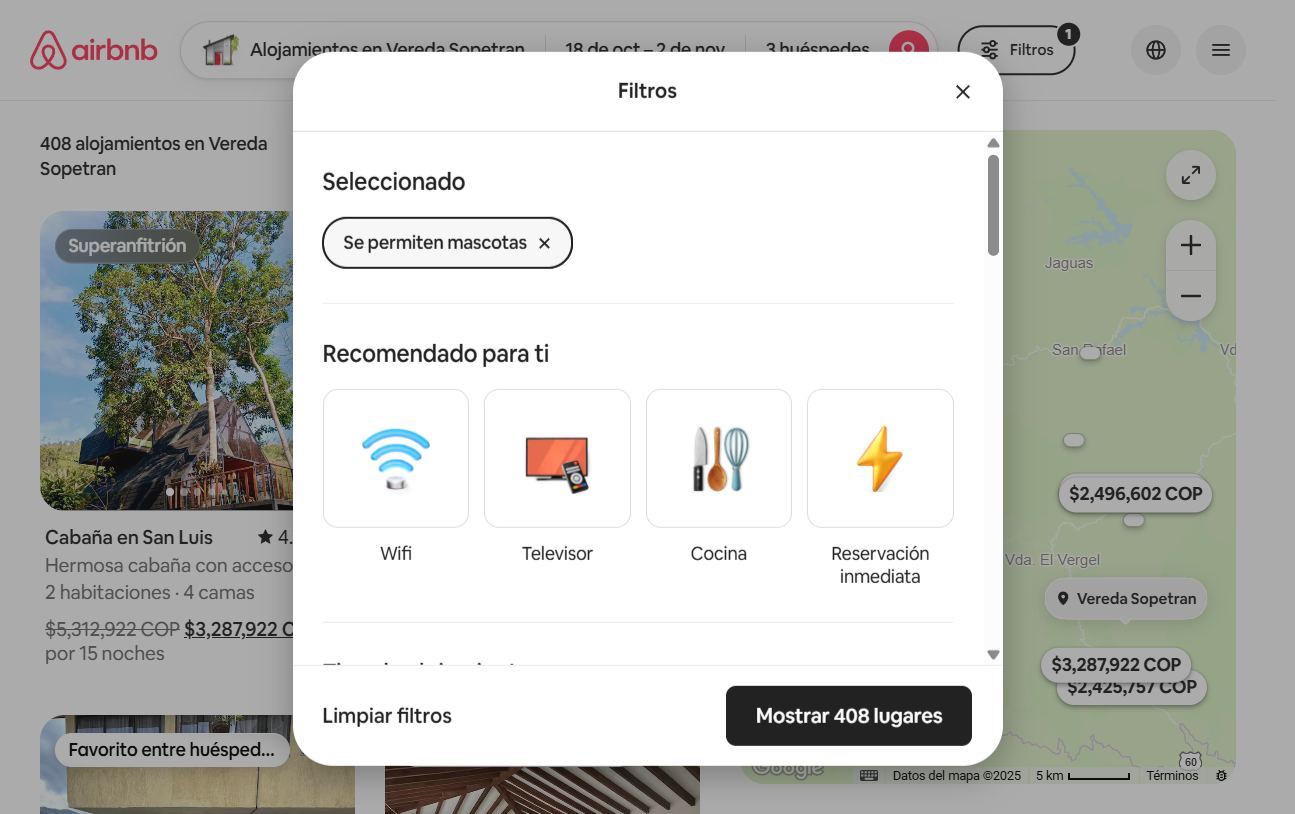 airbnb
Alojamientos en Vereda Sopetran
18 de oct – 2 de nov
3 huéspedes
Filtros
1
408 alojamientos en Vereda
Sopetran
Superanfitrión
Cabaña en San Luis
4.
Hermosa cabaña con acceso
2 habitaciones · 4 camas
$5,312,922 COP $3,287,922 C
por 15 noches
Favorito entre huésped...
Filtros
Seleccionado
Se permiten mascotas
Recomendado para ti
Wifi
Televisor
Cocina
Reservación
inmediata
Limpiar filtros
Mostrar 408 lugares
Jaguas
San Rafael
Vd
$2,496,602 COP
Vda. El Vergel
Vereda Sopetran
$3,287,922 COP
$2,425,757 COP
60
Google
Datos del mapa ©2025
5 km
Términos